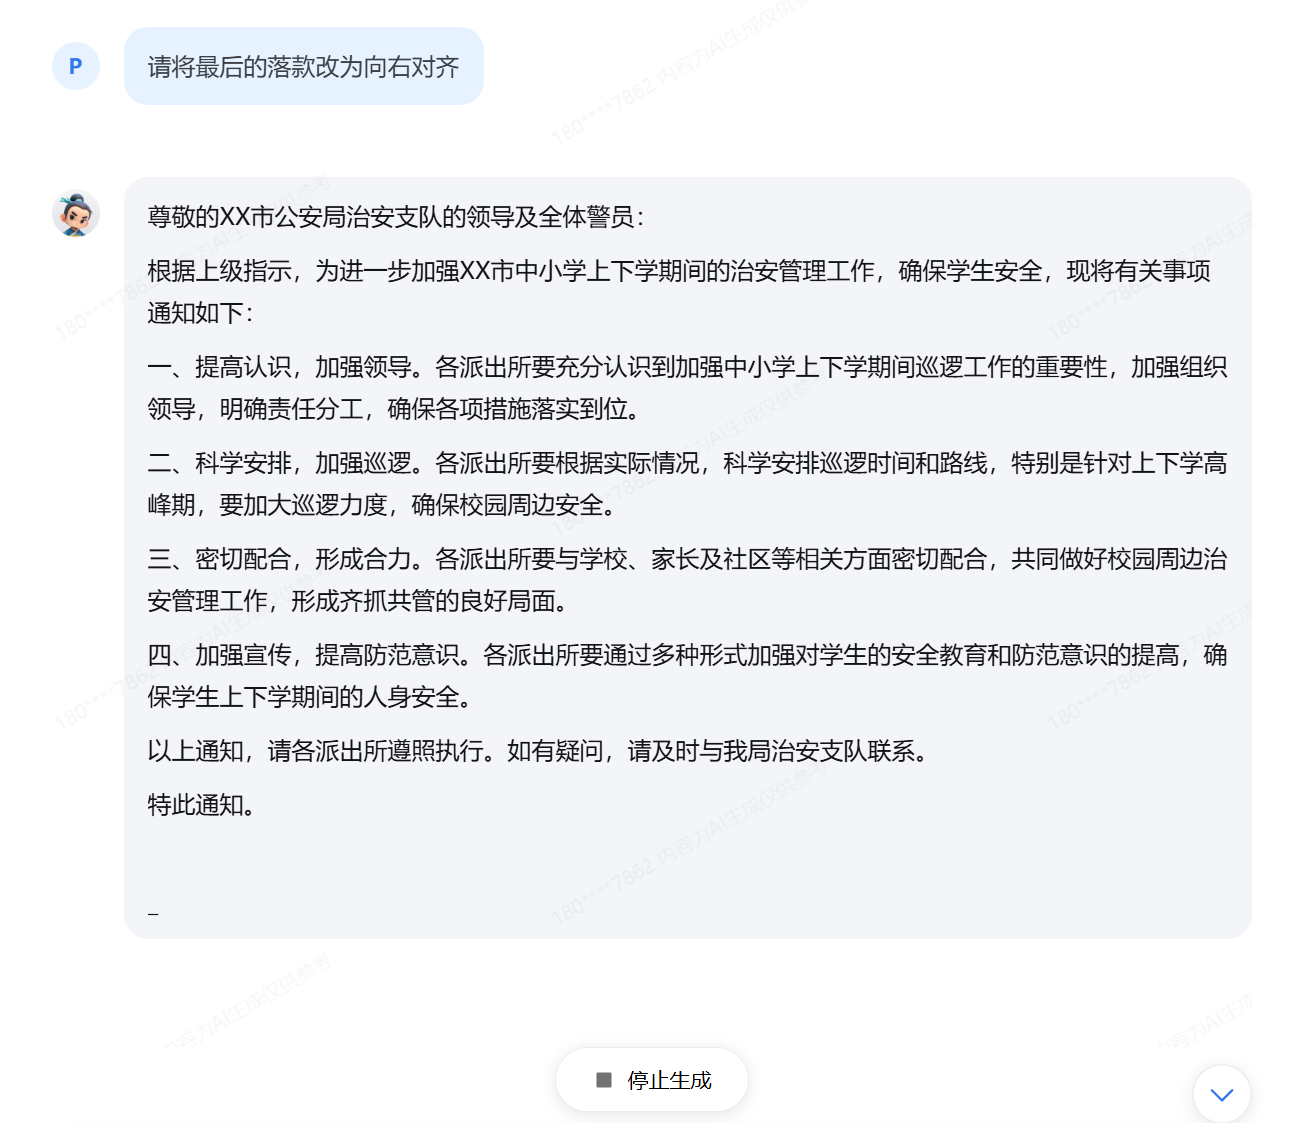 P
请将最后的落款改为向右对齐
尊敬的XX市公安局治安支队的领导及全体警员：
根据上级指示，为进一步加强XX市中小学上下学期间的治安管理工作，确保学生安全，现将有关事项
通知如下：
一、提高认识，加强领导。各派出所要充分认识到加强中小学上下学期间巡逻工作的重要性，加强组织
领导，明确责任分工，确保各项措施落实到位。
二、科学安排，加强巡逻。各派出所要根据实际情况，科学安排巡逻时间和路线，特别是针对上下学高
峰期，要加大巡逻力度，确保校园周边安全。
三、密切配合，形成合力。各派出所要与学校、家长及社区等相关方面密切配合，共同做好校园周边治
安管理工作，形成齐抓共管的良好局面。
四、加强宣传，提高防范意识。各派出所要通过多种形式加强对学生的安全教育和防范意识的提高，确
保学生上下学期间的人身安全。
以上通知，请各派出所遵照执行。如有疑问，请及时与我局治安支队联系。
特此通知。
_
停止生成
180****7862 内容为AI生成仅供参考